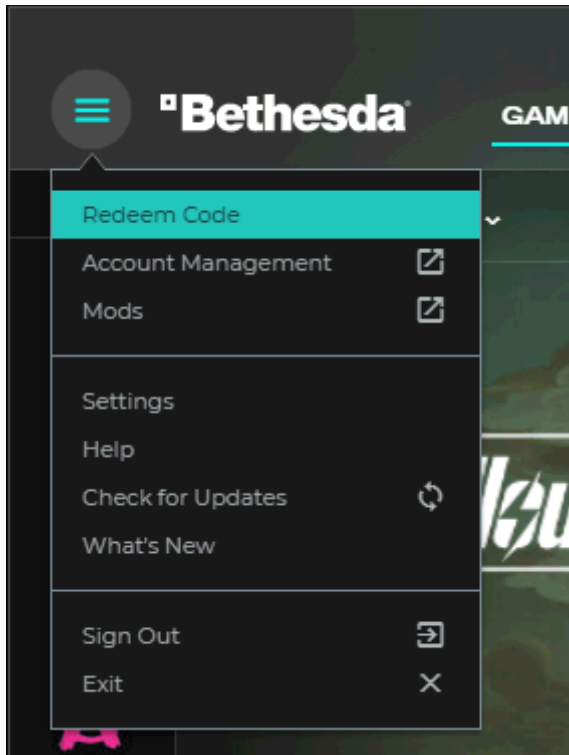 Bethesda
GAM
Redeem Code
Account Management
Mods
Settings
Help
Check for Updates
What's New
Sign Out
Exit